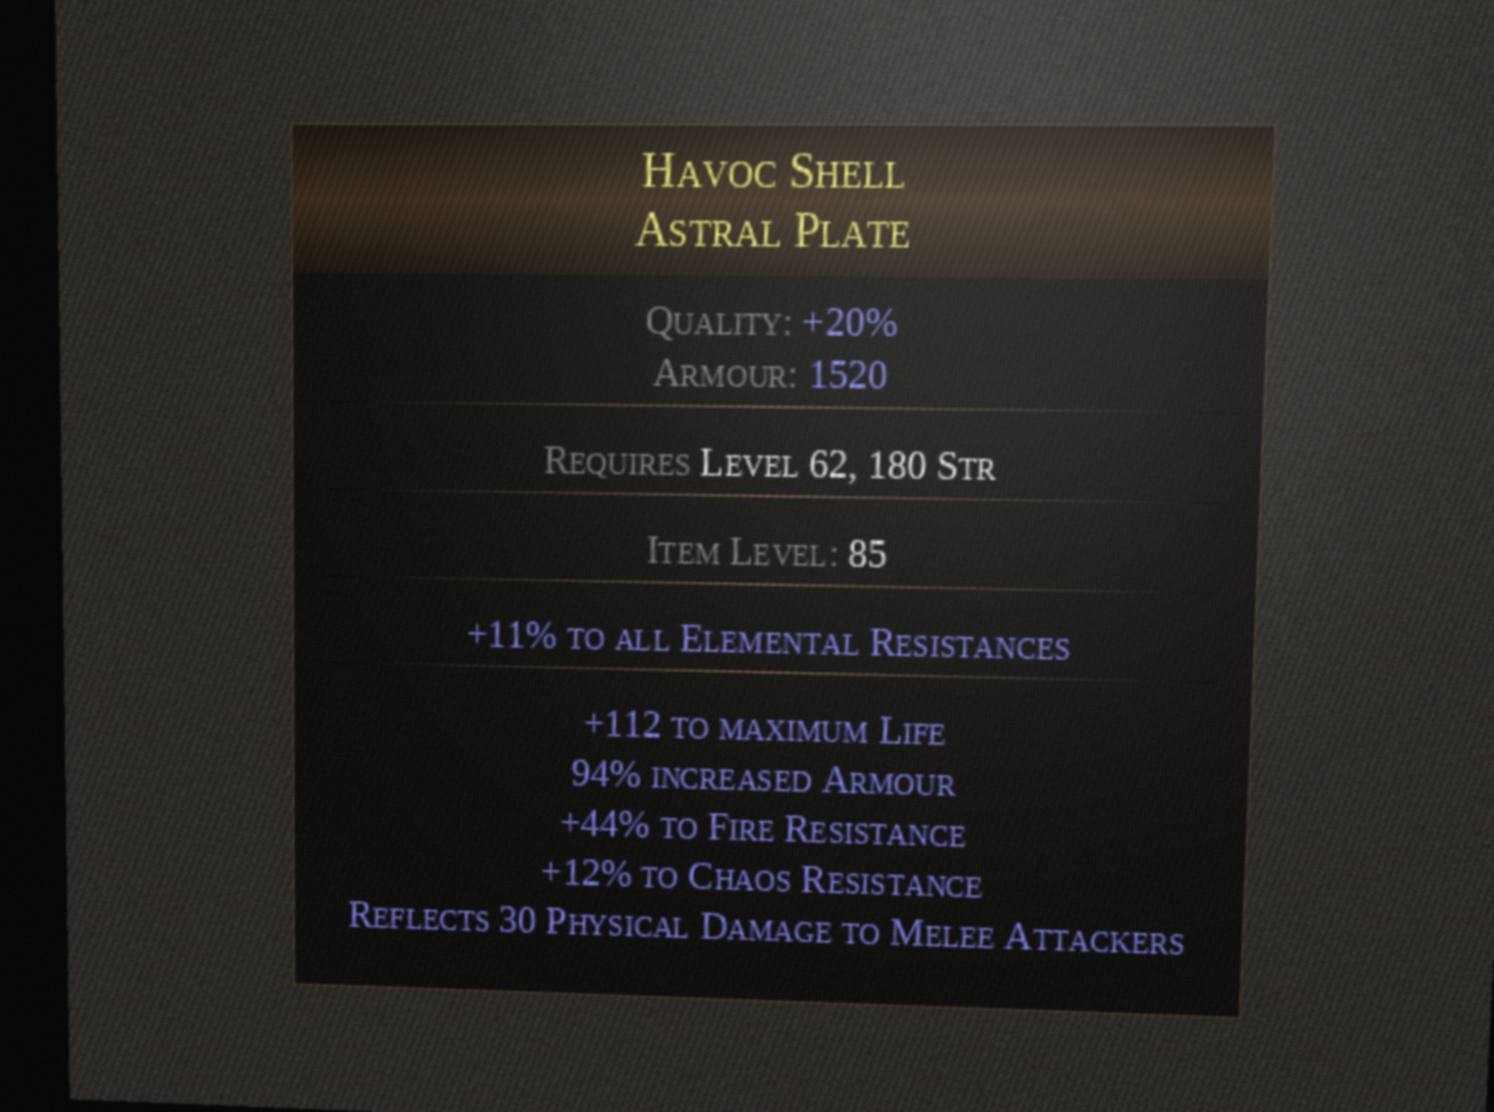 Havoc Shell
Astral Plate
Quality: +20%
Armour: 1520
Requires Level 62, 180 Str
Item Level: 85
+11% to all Elemental Resistances
+112 to maximum Life
94% increased Armour
+44% to Fire Resistance
+12% to Chaos Resistance
Reflects 30 Physical Damage to Melee Attackers